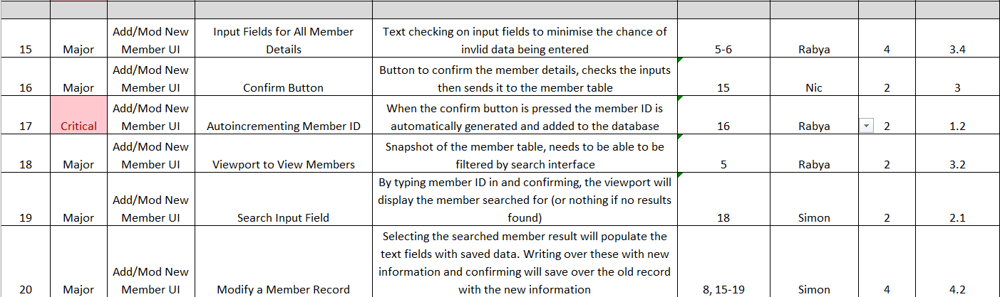 15 Major Add/Mod New Member UI Input Fields for All Member Details Text checking on input fields to minimise the chance of invlid data being entered 5-6 Rabya 4 3.4
16 Major Add/Mod New Member UI Confirm Button Button to confirm the member details, checks the inputs then sends it to the member table 15 Nic 2 3
17 Critical Add/Mod New Member UI Autoincrementing Member ID When the confirm button is pressed the member ID is automatically generated and added to the database 16 Rabya 2 1.2
18 Major Add/Mod New Member UI Viewport to View Members Snapshot of the member table, needs to be able to be filtered by search interface 5 Rabya 2 3.2
19 Major Add/Mod New Member UI Search Input Field By typing member ID in and confirming, the viewport will display the member searched for (or nothing if no results found) 18 Simon 2 2.1
20 Major Add/Mod New Member UI Modify a Member Record Selecting the searched member result will populate the text fields with saved data. Writing over these with new information and confirming will save over the old record with the new information 8, 15-19 Simon 4 4.2